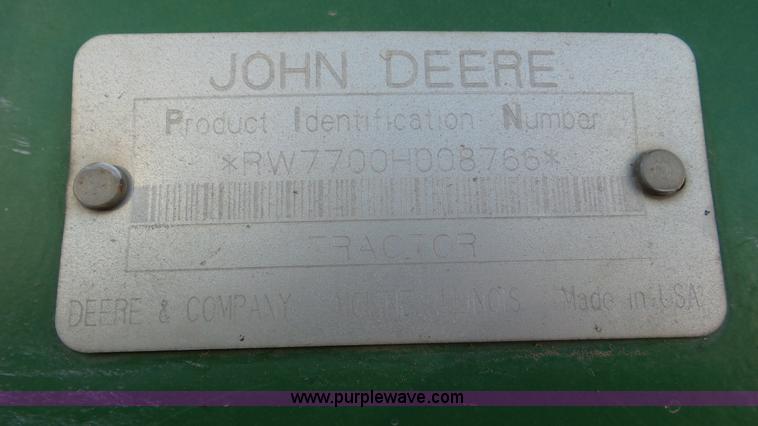 JOHN DEERE
Product Identification Number
*RW7700H008766*
TRACTOR
DEERE & COMPANY MOLINE ILLINOIS Made in USA
www.purplewave.com